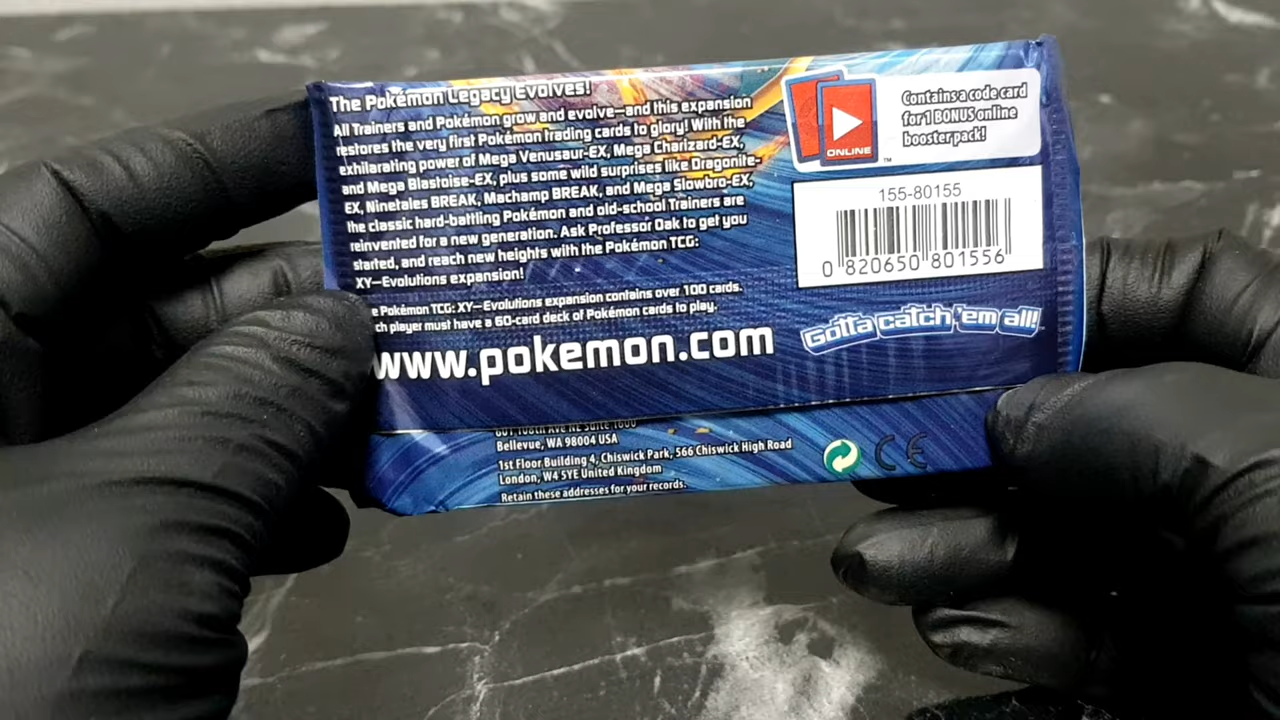 The Pokémon Legacy Evolves!
All Trainers and Pokémon grow and evolve—and this expansion
restores the very first Pokémon trading cards to glory! With the
exhilarating power of Mega Venusaur-EX, Mega Charizard-EX,
and Mega Blastoise-EX, plus some wild surprises like Dragonite-
EX, Ninetales BREAK, Machamp BREAK, and Mega Slowbro-EX,
the classic hard-battling Pokémon and old-school Trainers are
reinvented for a new generation. Ask Professor Oak to get you
started, and reach new heights with the Pokémon TCG:
XY—Evolutions expansion!
e Pokémon TCG: XY—Evolutions expansion contains over 100 cards.
ch player must have a 60-card deck of Pokémon cards to play.
www.pokemon.com
ONLINE
™
Contains a code card
for 1 BONUS online
booster pack!
155-80155
0 820650 801556
Gotta catch 'em all!
601 108th Ave NE Suite 1600
Bellevue, WA 98004 USA
1st Floor Building 4, Chiswick Park, 566 Chiswick High Road
London, W4 5YE United Kingdom
Retain these addresses for your records.
CE